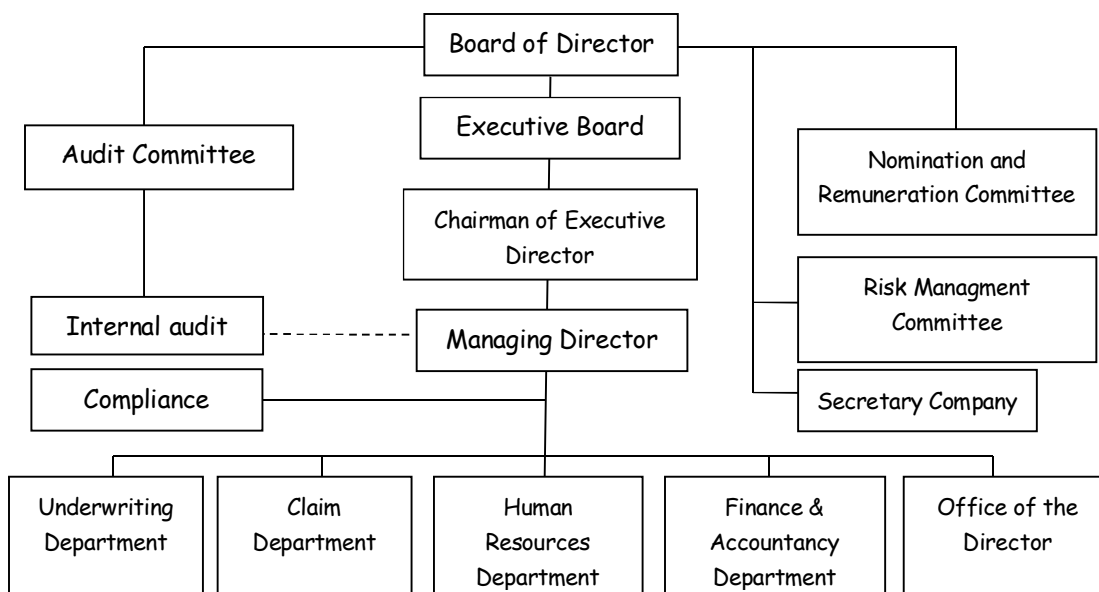 Board of Director
Executive Board
Audit Committee
Nomination and
Remuneration Committee
Chairman of Executive
Director
Risk Managment
Committee
Internal audit
Managing Director
Compliance
Secretary Company
Underwriting
Department
Claim
Department
Human
Resources
Department
Finance &
Accountancy
Department
Office of the
Director